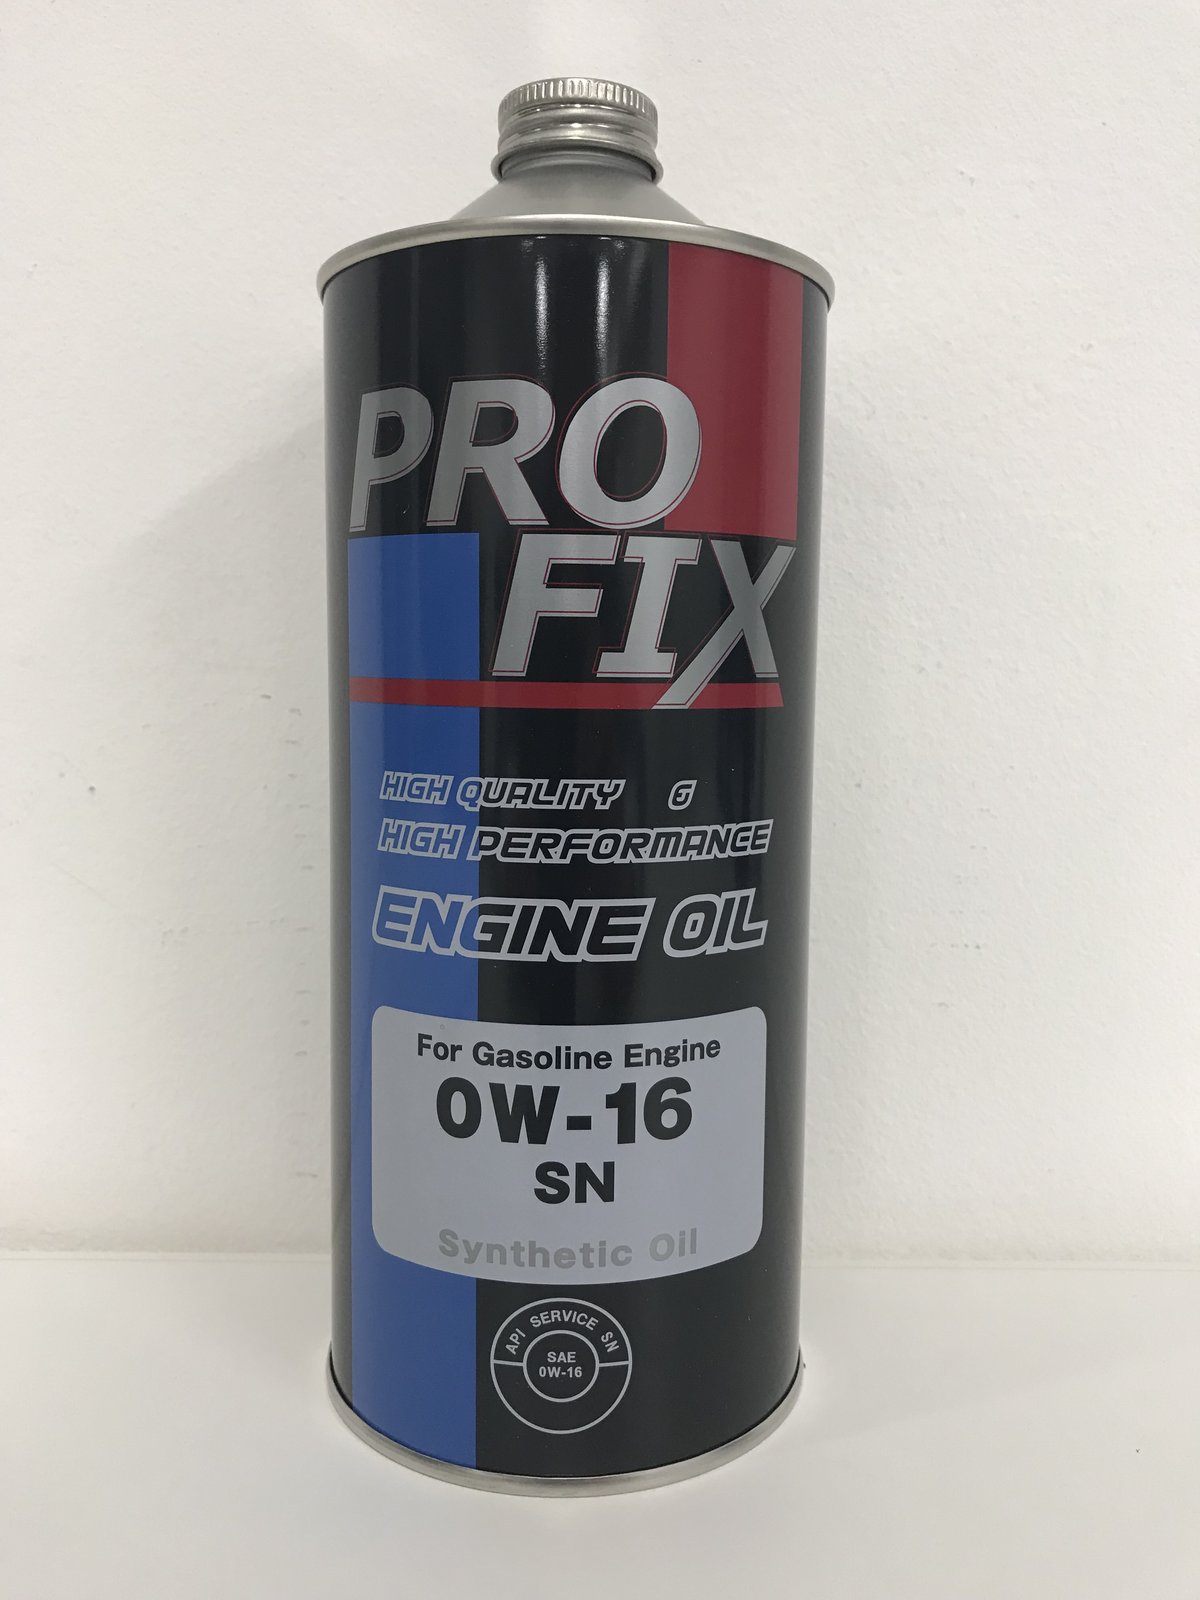 PRO
FIX
HIGH QUALITY &
HIGH PERFORMANCE
ENGINE OIL
For Gasoline Engine
0W-16
SN
Synthetic Oil
API SERVICE SN
SAE
0W-16